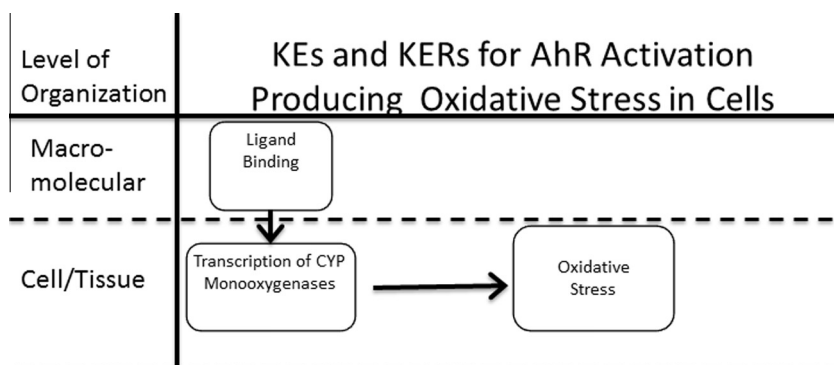 Level of
Organization
KEs and KERs for AhR Activation
Producing Oxidative Stress in Cells
Macro-
molecular
Ligand
Binding
Cell/Tissue
Transcription of CYP
Monooxygenases
Oxidative
Stress